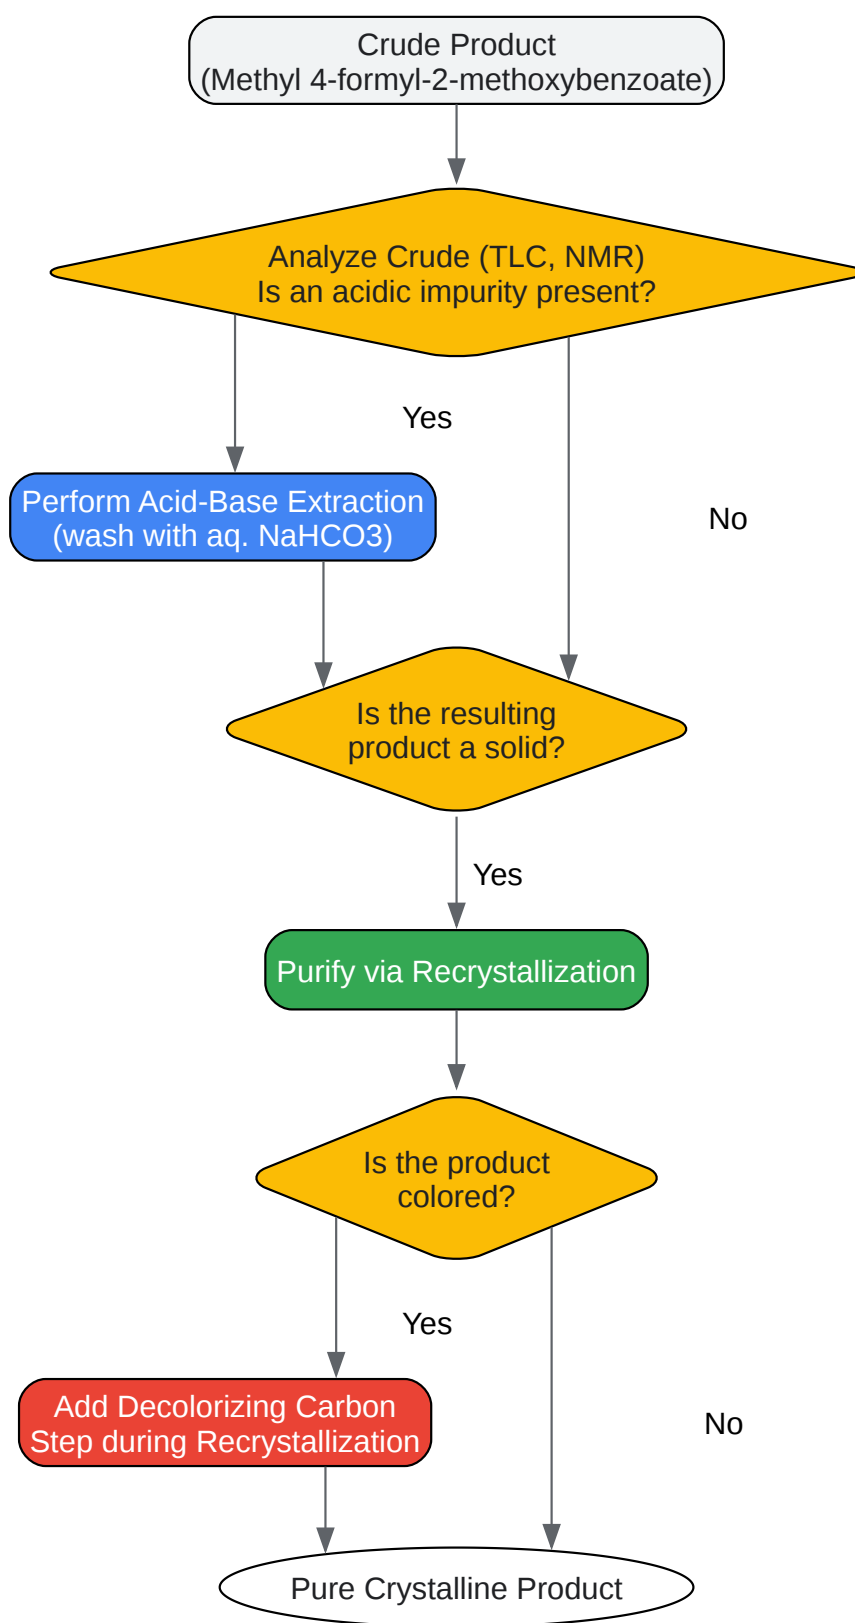 Crude Product
(Methyl 4-formyl-2-methoxybenzoate)
Analyze Crude (TLC, NMR)
Is an acidic impurity present?
Yes
Perform Acid-Base Extraction
(wash with aq. NaHCO3)
No
Is the resulting
product a solid?
Yes
Purify via Recrystallization
Is the product
colored?
Yes
Add Decolorizing Carbon
Step during Recrystallization
No
Pure Crystalline Product